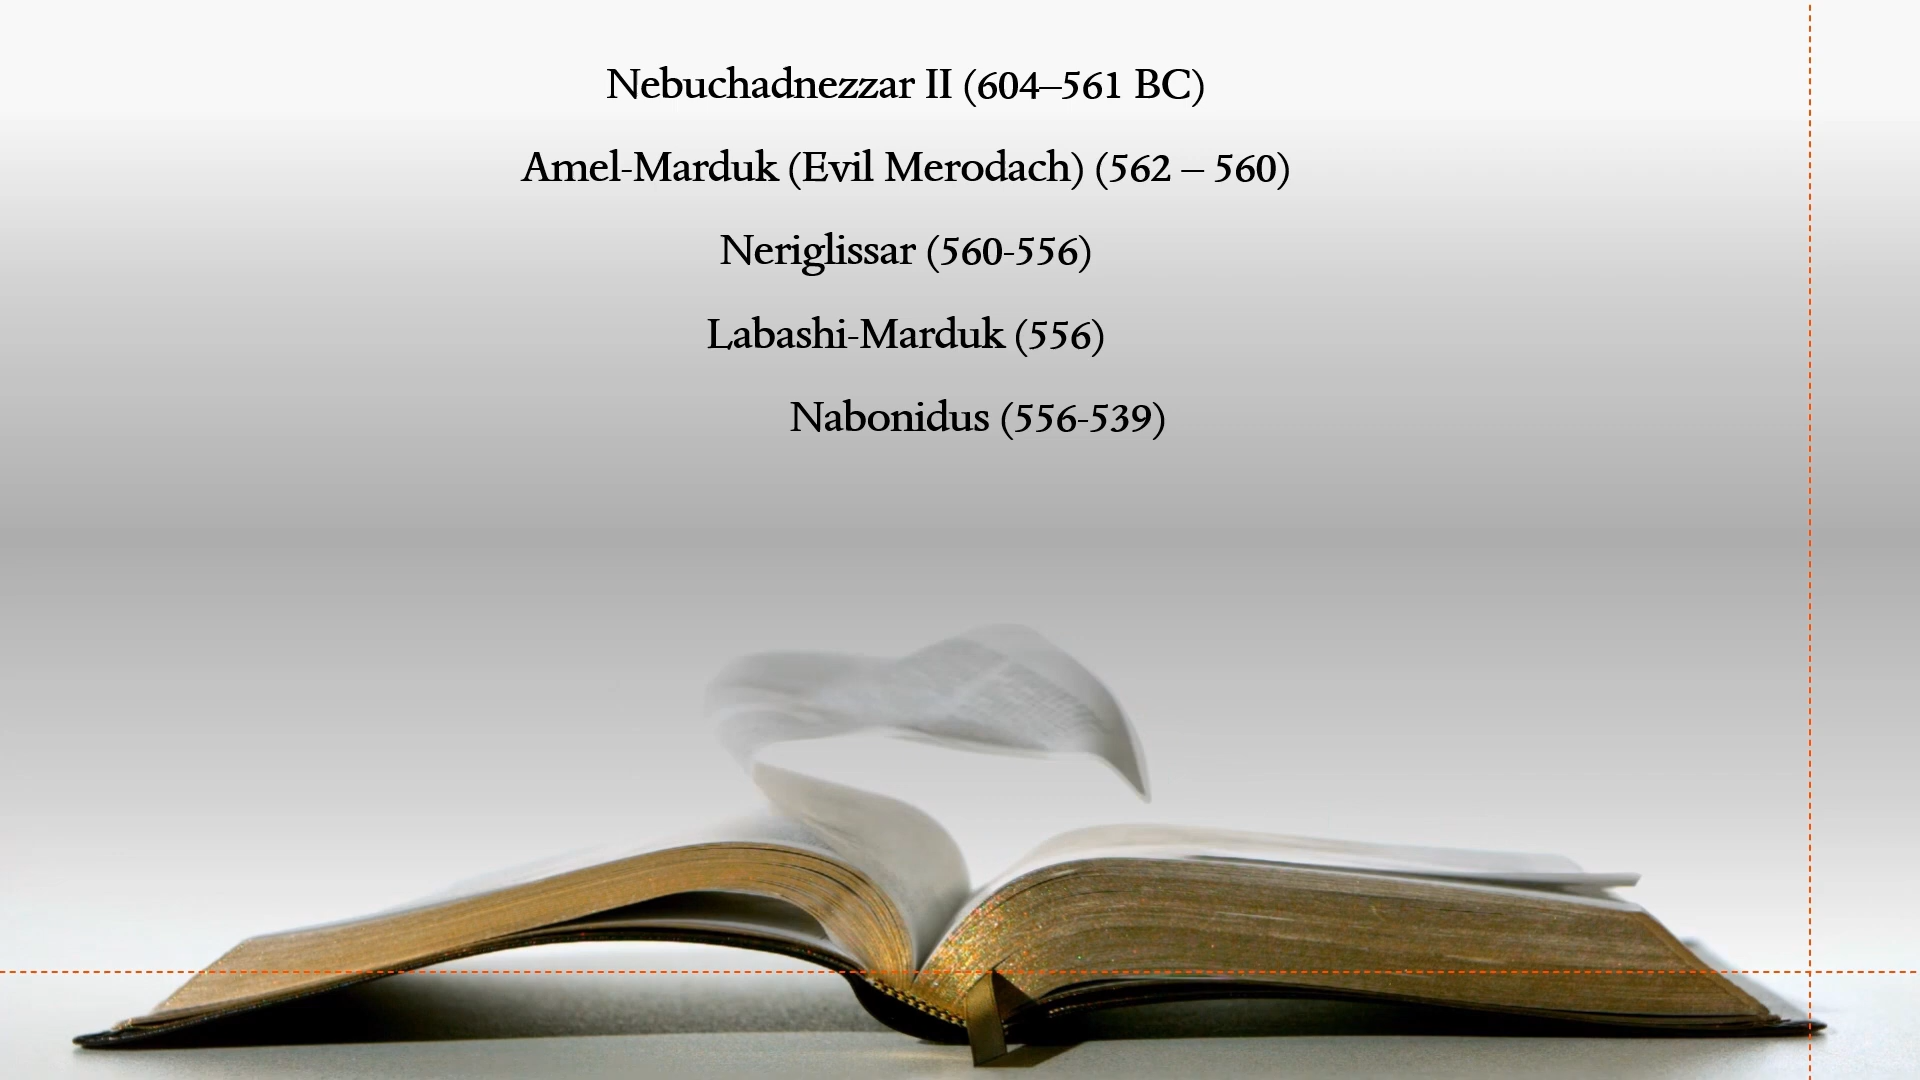 Nebuchadnezzar II (604–561 BC)
Amel-Marduk (Evil Merodach) (562 – 560)
Neriglissar (560-556)
Labashi-Marduk (556)
Nabonidus (556-539)